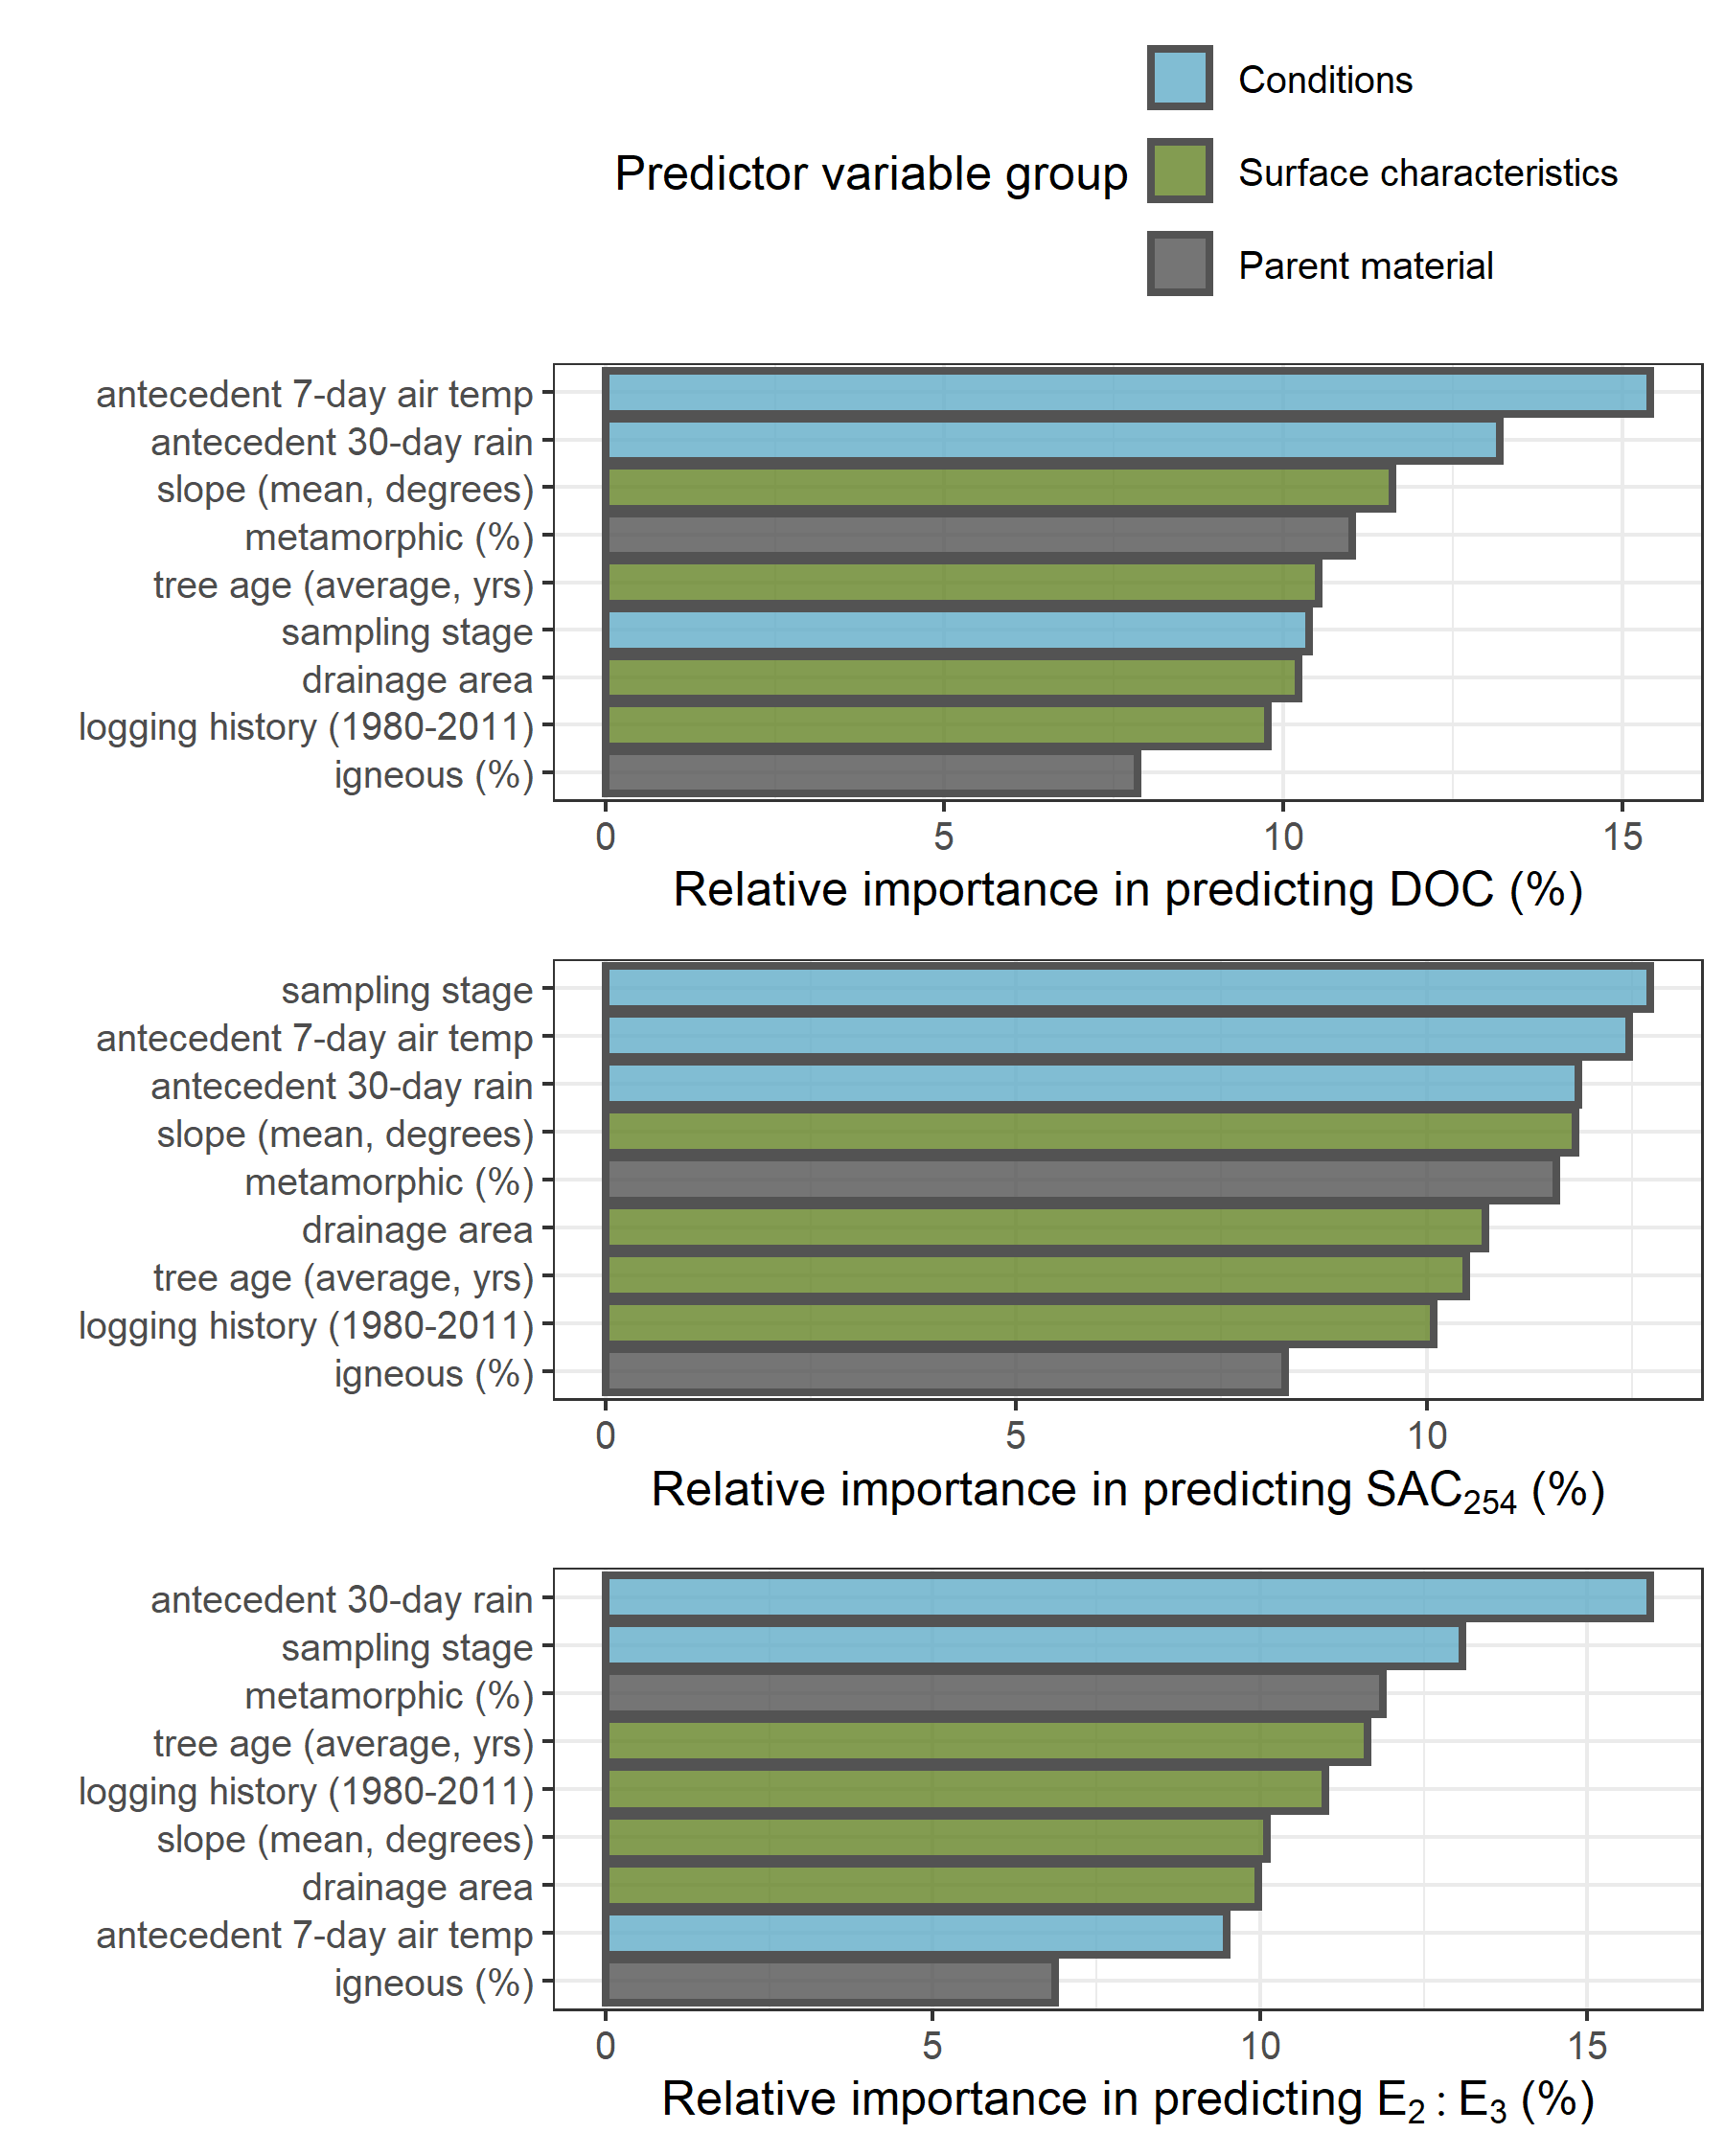 Conditions
Predictor variable group
Surface characteristics
Parent material
antecedent 7-day air temp
antecedent 30-day rain
slope (mean, degrees)
metamorphic (%)
tree age (average, yrs)
sampling stage
drainage area
logging history (1980-2011)
igneous (%)
0 5 10 15
Relative importance in predicting DOC (%)
sampling stage
antecedent 7-day air temp
antecedent 30-day rain
slope (mean, degrees)
metamorphic (%)
drainage area
tree age (average, yrs)
logging history (1980-2011)
igneous (%)
0 5 10
Relative importance in predicting SAC₂₅₄ (%)
antecedent 30-day rain
sampling stage
metamorphic (%)
tree age (average, yrs)
logging history (1980-2011)
slope (mean, degrees)
drainage area
antecedent 7-day air temp
igneous (%)
0 5 10 15
Relative importance in predicting E₂ : E₃ (%)